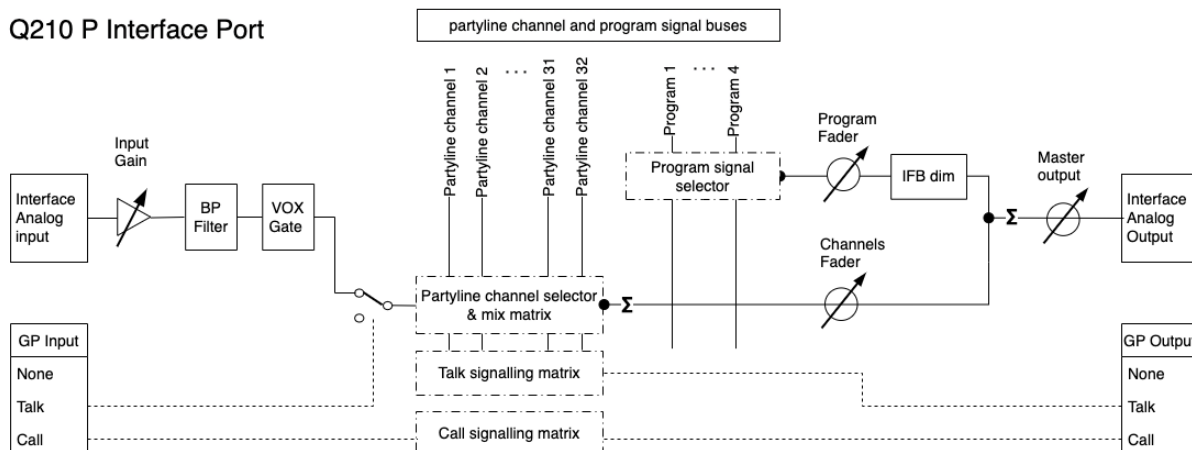 Q210 P Interface Port
partyline channel and program signal buses
Partyline channel 1
Partyline channel 2
...
Partyline channel 31
Partyline channel 32
Program 1
...
Program 4
Input
Gain
Interface
Analog
input
BP
Filter
VOX
Gate
Program signal
selector
Program
Fader
IFB dim
Master
output
Σ
Interface
Analog
Output
Channels
Fader
Partyline channel selector
& mix matrix
Σ
GP Input
None
Talk
Call
Talk signalling matrix
Call signalling matrix
GP Output
None
Talk
Call